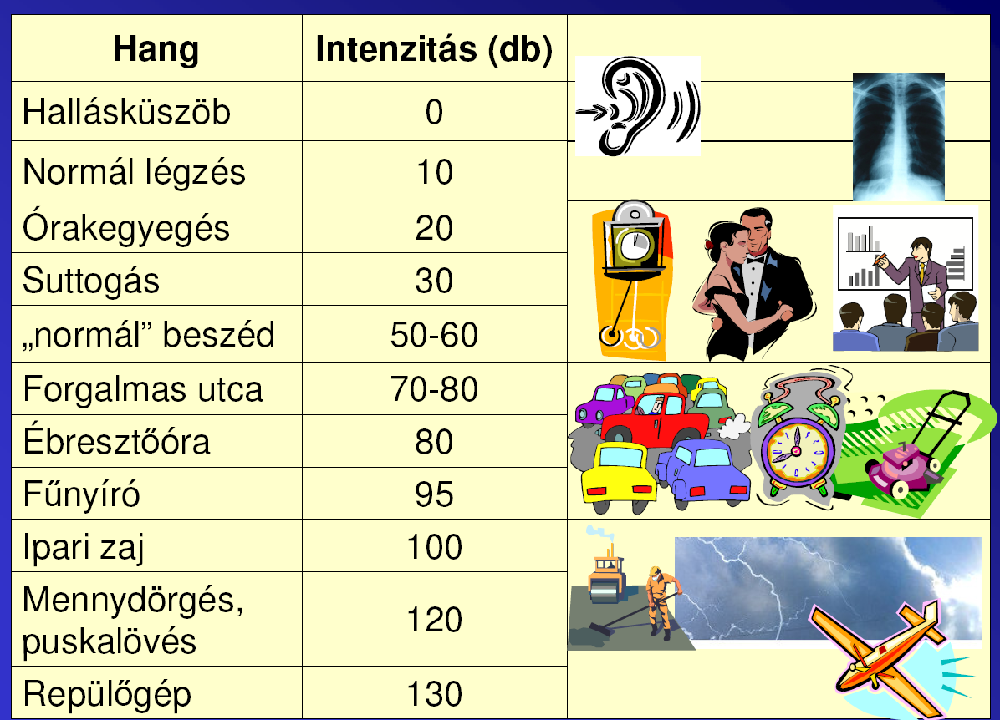 Hang Intenzitás (db)
Hallásküszöb 0
Normál légzés 10
Órakegyegés 20
Suttogás 30
„normál” beszéd 50-60
Forgalmas utca 70-80
Ébresztőóra 80
Fűnyíró 95
Ipari zaj 100
Mennydörgés,
puskalövés 120
Repülőgép 130